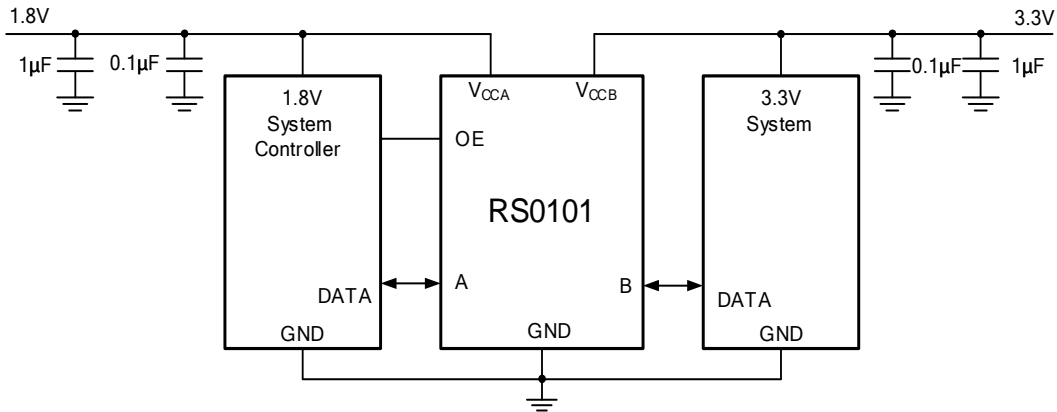 1.8V
3.3V
1μF
0.1μF
0.1μF
1μF
1.8V
System
Controller
VCCA
VCCB
3.3V
System
OE
RS0101
DATA
A
B
DATA
GND
GND
GND